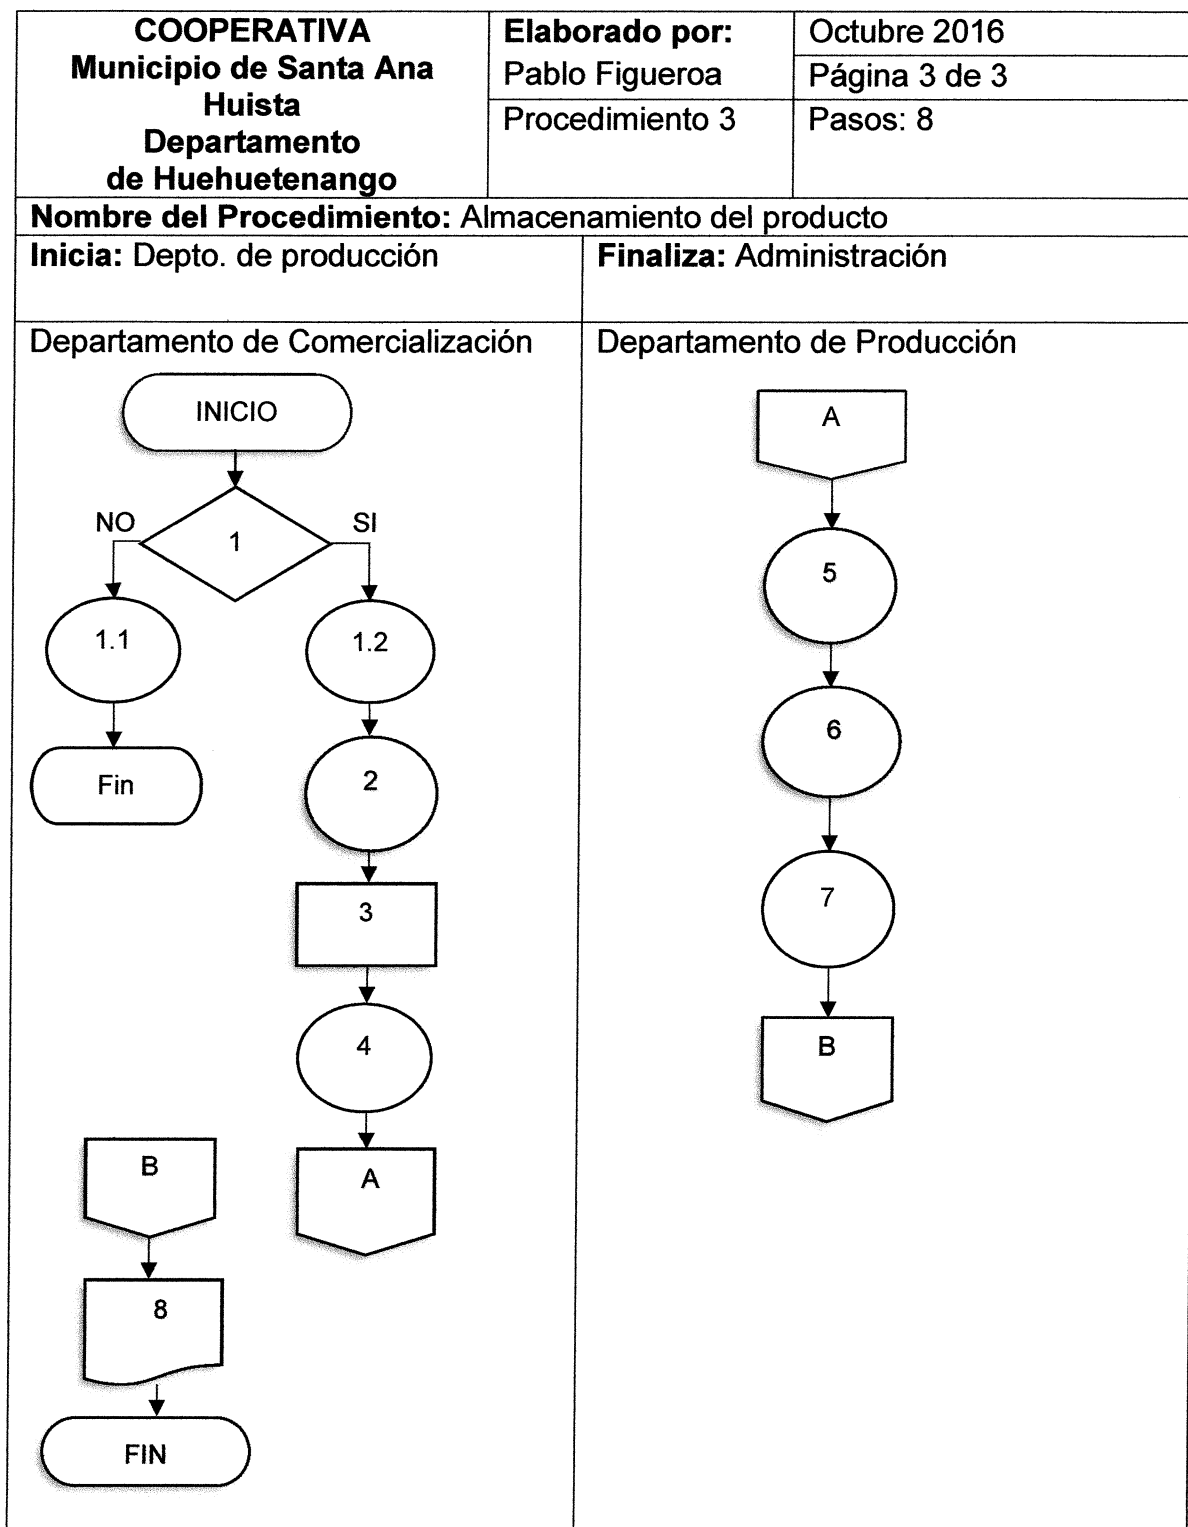 COOPERATIVA
Municipio de Santa Ana
Huista
Departamento
de Huehuetenango
Elaborado por:
Pablo Figueroa
Procedimiento 3
Octubre 2016
Página 3 de 3
Pasos: 8
Nombre del Procedimiento: Almacenamiento del producto
Inicia: Depto. de producción
Finaliza: Administración
Departamento de Comercialización
INICIO
1
NO
SI
1.1
1.2
Fin
2
3
4
A
B
8
FIN
Departamento de Producción
A
5
6
7
B